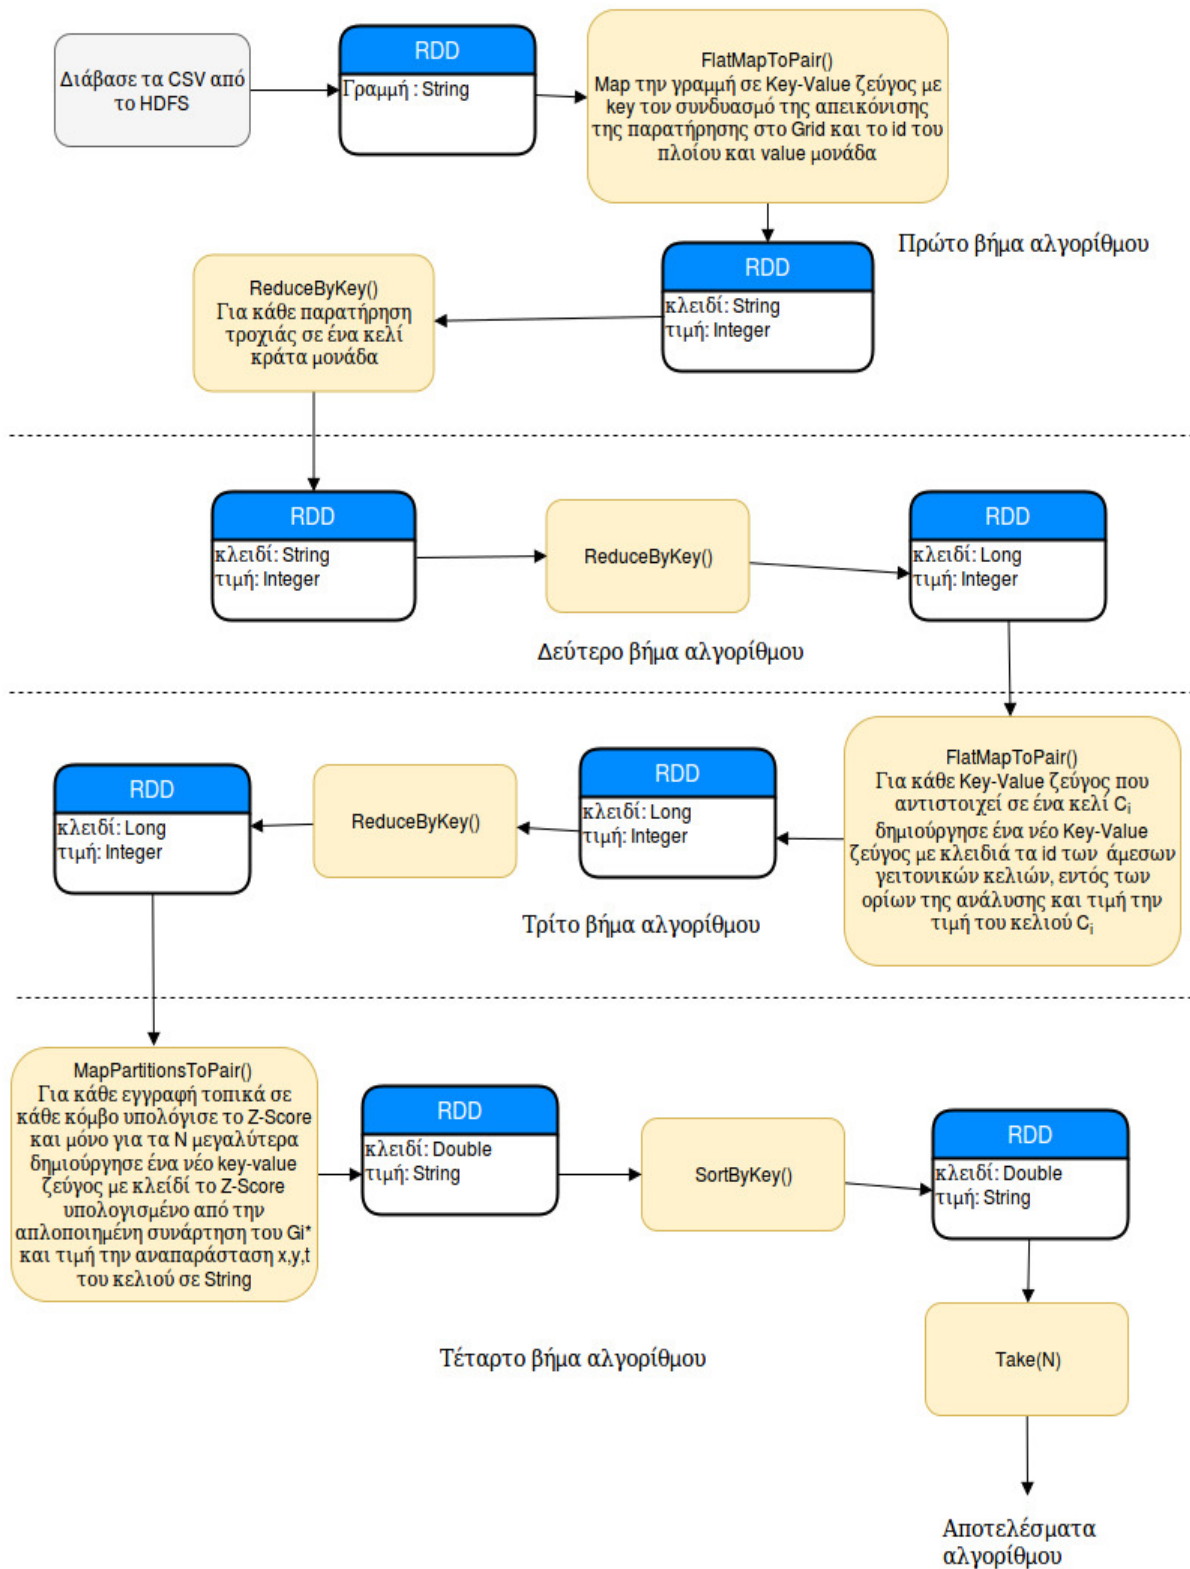 Διάβασε τα CSV από
το HDFS
RDD
Γραμμή : String
FlatMapToPair()
Map την γραμμή σε Key-Value ζεύγος με
key τον συνδυασμό της απεικόνισης
της παρατήρησης στο Grid και το id του
πλοίου και value μονάδα
Πρώτο βήμα αλγορίθμου
RDD
κλειδί: String
τιμή: Integer
ReduceByKey()
Για κάθε παρατήρηση
τροχιάς σε ένα κελί
κράτα μονάδα
RDD
κλειδί: String
τιμή: Integer
ReduceByKey()
RDD
κλειδί: Long
τιμή: Integer
Δεύτερο βήμα αλγορίθμου
FlatMapToPair()
Για κάθε Key-Value ζεύγος που
αντιστοιχεί σε ένα κελί Ci
δημιούργησε ένα νέο Key-Value
ζεύγος με κλειδιά τα id των άμεσων
γειτονικών κελιών, εντός των
ορίων της ανάλυσης και τιμή την
τιμή του κελιού Ci
RDD
κλειδί: Long
τιμή: Integer
ReduceByKey()
RDD
κλειδί: Long
τιμή: Integer
Τρίτο βήμα αλγορίθμου
MapPartitionsToPair()
Για κάθε εγγραφή τοπικά σε
κάθε κόμβο υπολόγισε το Z-Score
και μόνο για τα N μεγαλύτερα
δημιούργησε ένα νέο key-value
ζεύγος με κλείδί το Z-Score
υπολογισμένο από την
απλοποιημένη συνάρτηση του Gi*
και τιμή την αναπαράσταση x,y,t
του κελιού σε String
RDD
κλειδί: Double
τιμή: String
SortByKey()
RDD
κλειδί: Double
τιμή: String
Take(N)
Τέταρτο βήμα αλγορίθμου
Αποτελέσματα
αλγορίθμου